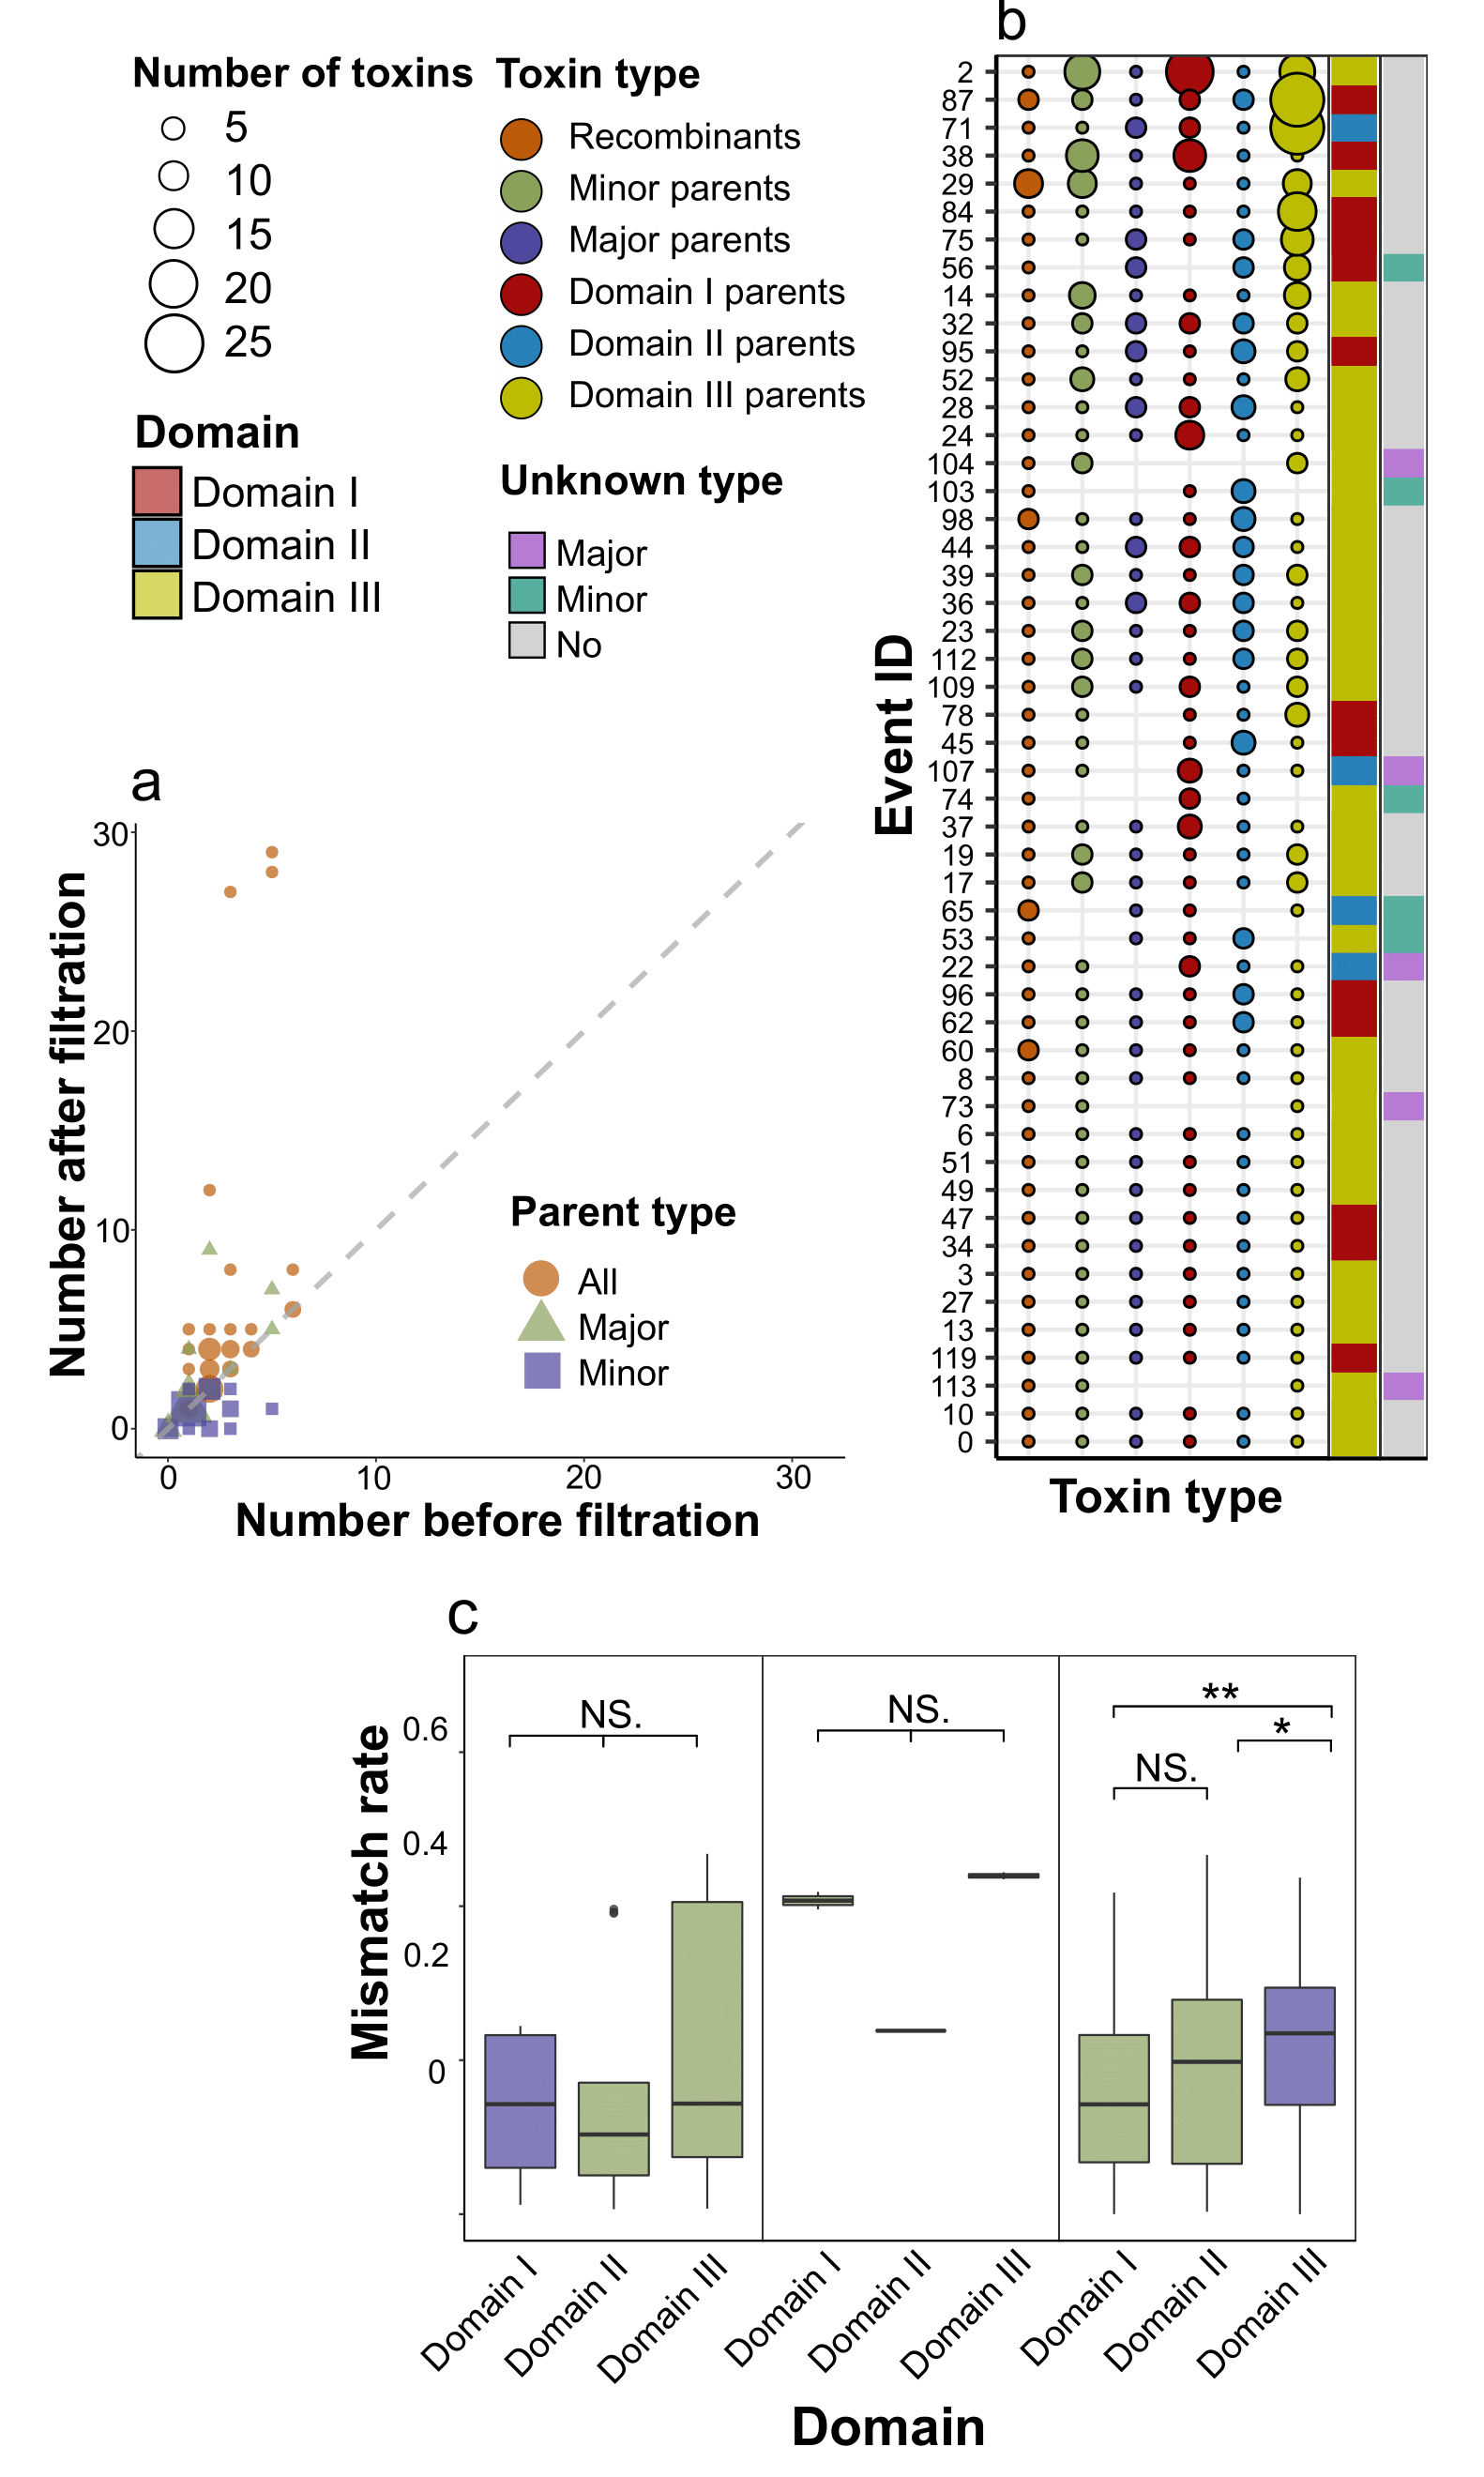 Number of toxins
5
10
15
20
25
Toxin type
Recombinants
Minor parents
Major parents
Domain I parents
Domain II parents
Domain III parents
Domain
Domain I
Domain II
Domain III
Unknown type
Major
Minor
No
a
Number after filtration
30
20
10
0
0
10
20
30
Number before filtration
Parent type
All
Major
Minor
b
Event ID
2
87
71
38
29
84
75
56
14
32
95
52
28
24
104
103
98
44
39
36
23
112
109
78
45
107
74
37
19
17
65
53
22
96
62
60
8
73
6
51
49
47
34
3
27
13
119
113
10
0
Toxin type
c
Mismatch rate
0.6
0.4
0.2
0
NS.
NS.
NS.
**
*
Domain I
Domain II
Domain III
Domain I
Domain II
Domain III
Domain I
Domain II
Domain III
Domain